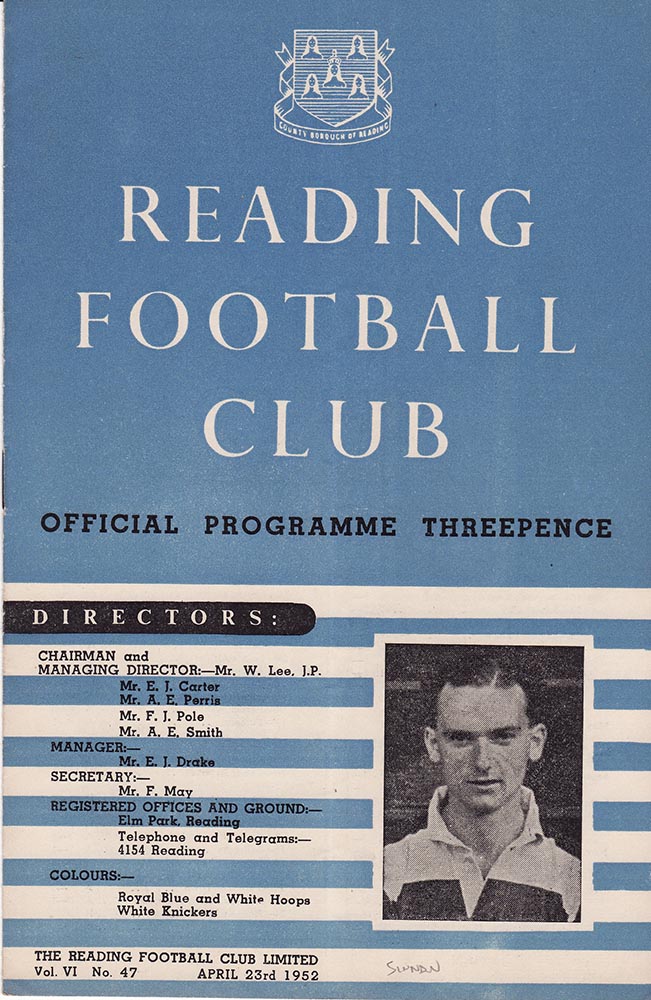 COUNTY BOROUGH OF READING
READING
FOOTBALL
CLUB
OFFICIAL PROGRAMME THREEPENCE
DIRECTORS:
CHAIRMAN and
MANAGING DIRECTOR:—Mr. W. Lee, J.P.
Mr. E. J. Carter
Mr. A. E. Perris
Mr. F. J. Pole
Mr. A. E. Smith
MANAGER:—
Mr. E. J. Drake
SECRETARY:—
Mr. F. May
REGISTERED OFFICES AND GROUND:—
Elm Park, Reading
Telephone and Telegrams:—
4154 Reading
COLOURS:—
Royal Blue and White Hoops
White Knickers
THE READING FOOTBALL CLUB LIMITED
Vol. VI No. 47 APRIL 23rd 1952